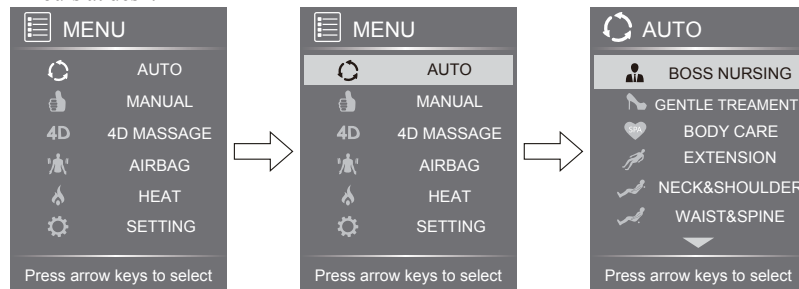 MENU
AUTO
MANUAL
4D 4D MASSAGE
AIRBAG
HEAT
SETTING
Press arrow keys to select
MENU
AUTO
MANUAL
4D 4D MASSAGE
AIRBAG
HEAT
SETTING
Press arrow keys to select
AUTO
BOSS NURSING
GENTLE TREAMENT
SPA BODY CARE
EXTENSION
NECK&SHOULDER
WAIST&SPINE
Press arrow keys to select